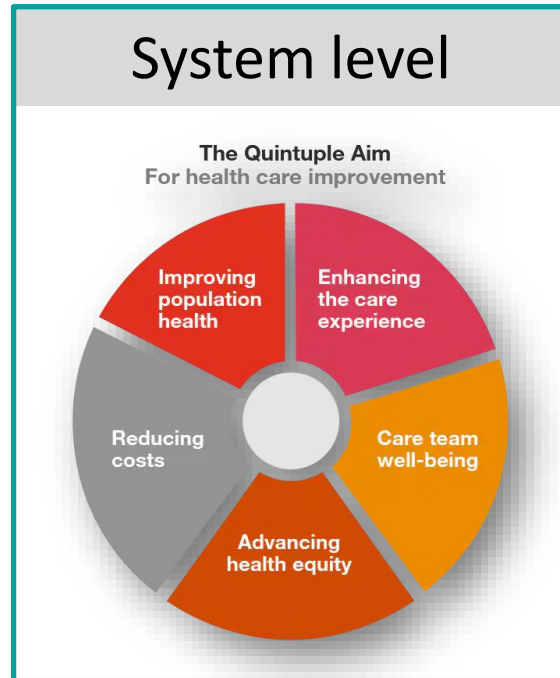 System level
The Quintuple Aim
For health care improvement
Improving
population
health
Enhancing
the care
experience
Reducing
costs
Care team
well-being
Advancing
health equity